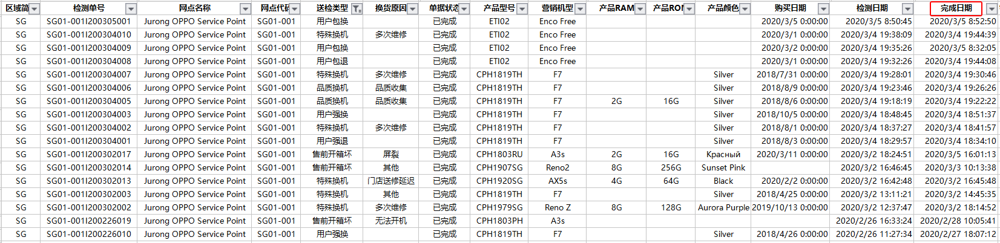 区域简 检测单号 网点名称 网点代码 送检类型 换货原因 单据状态 产品型号 营销机型 产品RAM 产品RON 产品颜色 购买日期 检测日期 完成日期
SG SG01-001I200305001 Jurong OPPO Service Point SG01-001 用户包换 已完成 ETI02 Enco Free 2020/3/5 0:00:00 2020/3/5 8:50:45 2020/3/5 8:52:50
SG SG01-001I200304010 Jurong OPPO Service Point SG01-001 特殊换机 多次维修 已完成 ETI02 Enco Free 2020/3/1 0:00:00 2020/3/4 19:38:09 2020/3/4 19:44:39
SG SG01-001I200304009 Jurong OPPO Service Point SG01-001 用户包换 已完成 ETI02 Enco Free 2020/3/2 0:00:00 2020/3/4 19:35:26 2020/3/5 8:32:05
SG SG01-001I200304008 Jurong OPPO Service Point SG01-001 用户包退 已完成 ETI02 Enco Free 2020/3/1 0:00:00 2020/3/4 19:32:26 2020/3/4 19:44:08
SG SG01-001I200304007 Jurong OPPO Service Point SG01-001 特殊换机 多次维修 已完成 CPH1819TH F7 Silver 2018/7/31 0:00:00 2020/3/4 19:28:01 2020/3/4 19:30:46
SG SG01-001I200304006 Jurong OPPO Service Point SG01-001 品质换机 品质收集 已完成 CPH1819TH F7 Silver 2018/8/9 0:00:00 2020/3/4 19:23:46 2020/3/4 19:26:26
SG SG01-001I200304005 Jurong OPPO Service Point SG01-001 品质换机 品质收集 已完成 CPH1819TH F7 2G 16G Silver 2018/8/6 0:00:00 2020/3/4 19:18:19 2020/3/4 19:22:22
SG SG01-001I200304003 Jurong OPPO Service Point SG01-001 用户强换 已完成 CPH1819TH F7 Silver 2018/10/5 0:00:00 2020/3/4 18:48:45 2020/3/4 18:51:37
SG SG01-001I200304002 Jurong OPPO Service Point SG01-001 特殊换机 多次维修 已完成 CPH1819TH F7 Silver 2018/8/1 0:00:00 2020/3/4 18:37:27 2020/3/4 18:41:57
SG SG01-001I200304001 Jurong OPPO Service Point SG01-001 用户强退 已完成 CPH1819TH F7 Silver 2018/8/3 0:00:00 2020/3/4 18:29:57 2020/3/4 18:34:10
SG SG01-001I200302017 Jurong OPPO Service Point SG01-001 售前开箱坏 屏裂 已完成 CPH1803RU A3s 2G 16G Красный 2020/3/11 0:00:00 2020/3/2 18:24:51 2020/3/5 16:01:13
SG SG01-001I200302014 Jurong OPPO Service Point SG01-001 售前开箱坏 其他 已完成 CPH1907SG Reno2 8G 256G Sunset Pink 2020/3/2 16:46:45 2020/3/3 10:13:38
SG SG01-001I200302013 Jurong OPPO Service Point SG01-001 特殊换机 门店送修延迟 已完成 CPH1920SG AX5s 4G 64G Black 2020/2/2 0:00:00 2020/3/2 16:42:48 2020/3/2 16:45:48
SG SG01-001I200302003 Jurong OPPO Service Point SG01-001 特殊换机 其他 已完成 CPH1819TH F7 Silver 2018/4/25 0:00:00 2020/3/2 13:11:21 2020/3/2 14:45:35
SG SG01-001I200302002 Jurong OPPO Service Point SG01-001 特殊换机 多次维修 已完成 CPH1979SG Reno Z 8G 128G Aurora Purple 2019/10/13 0:00:00 2020/3/2 12:37:47 2020/3/2 18:14:52
SG SG01-001I200226019 Jurong OPPO Service Point SG01-001 售前开箱坏 无法开机 已完成 CPH1803PH A3s 2020/2/26 16:33:24 2020/2/28 10:05:41
SG SG01-001I200226010 Jurong OPPO Service Point SG01-001 用户强换 已完成 CPH1819TH F7 Silver 2018/4/26 0:00:00 2020/2/26 11:27:34 2020/2/27 18:07:12